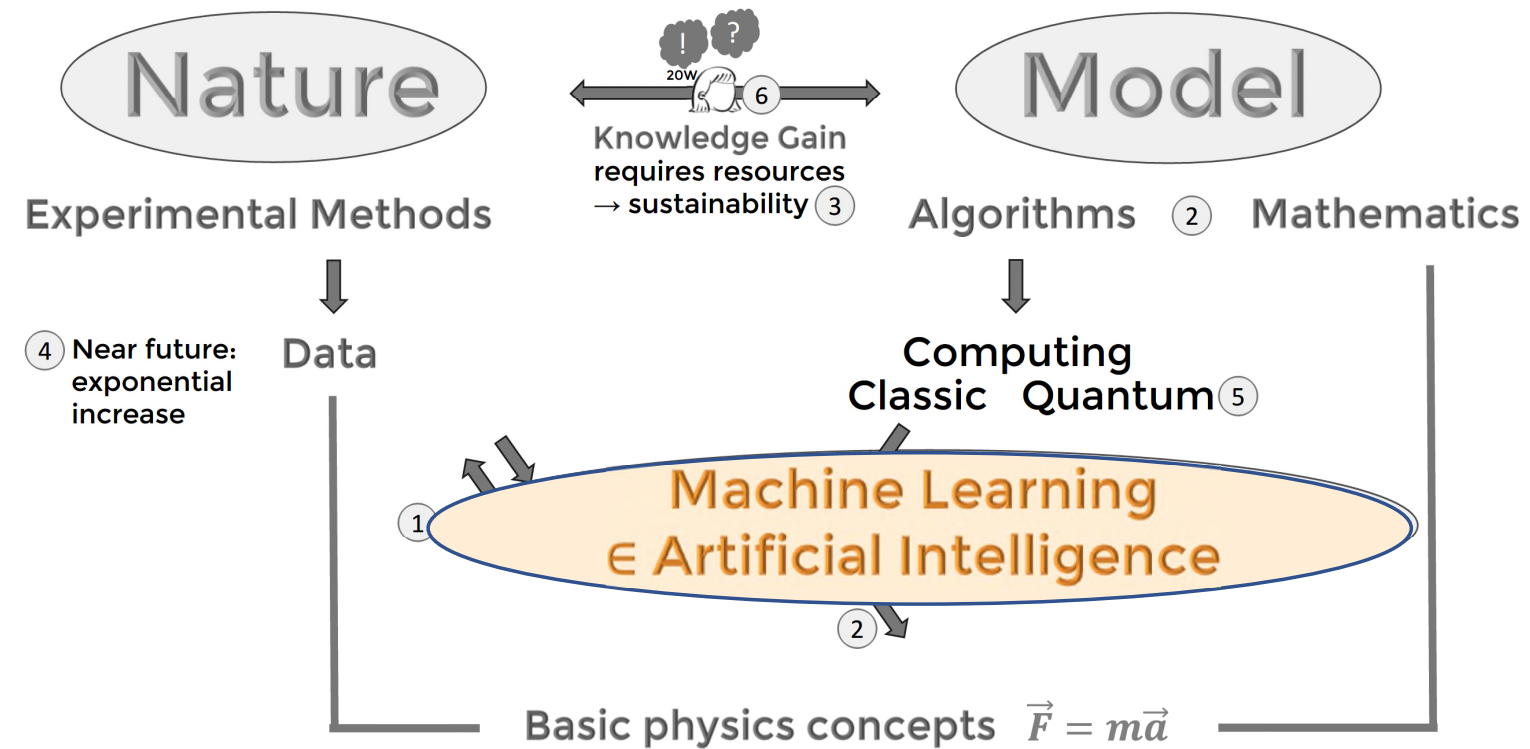 Nature
! ?
20W
6
Model
Knowledge Gain
requires resources
→ sustainability 3
Experimental Methods
Algorithms 2 Mathematics
4 Near future:
exponential
increase
Data
Computing
Classic Quantum 5
1
Machine Learning
∈ Artificial Intelligence
2
Basic physics concepts F⃗ = ma⃗